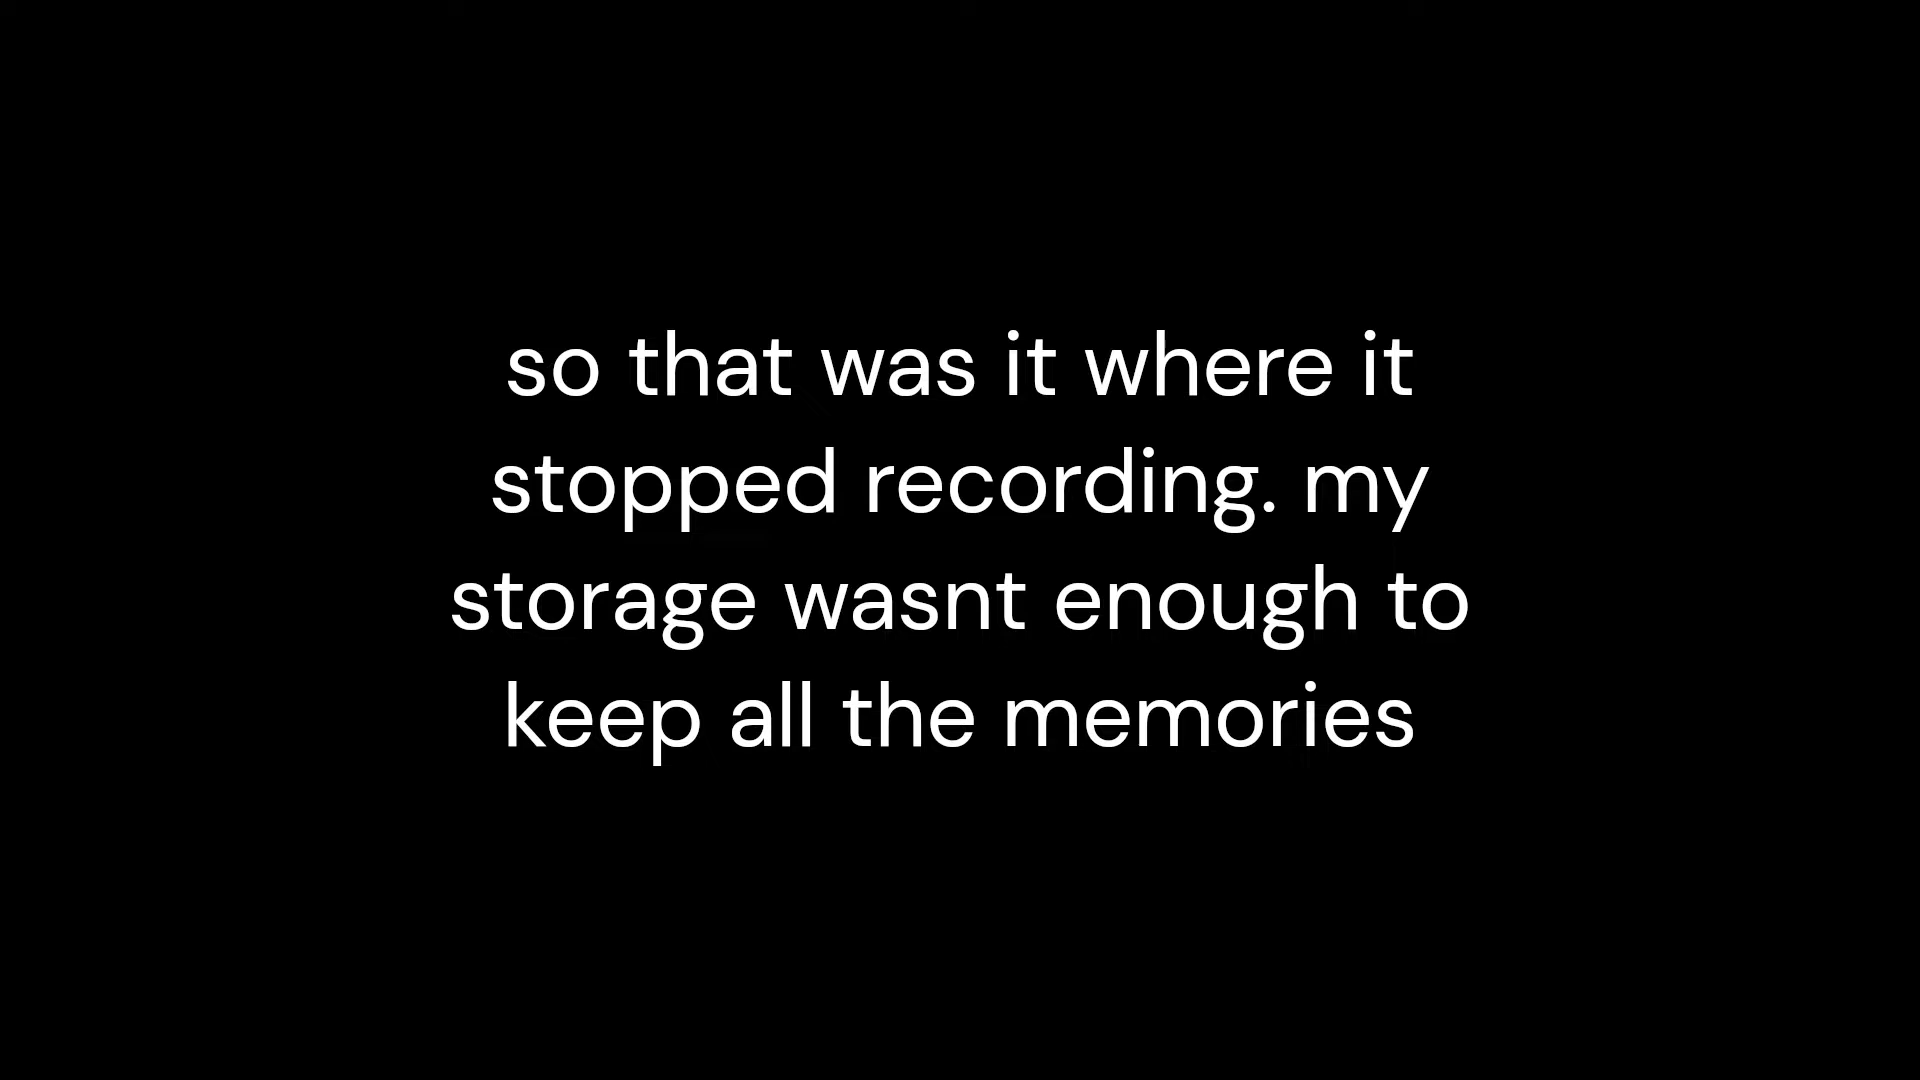 so that was it where it
stopped recording. my
storage wasnt enough to
keep all the memories